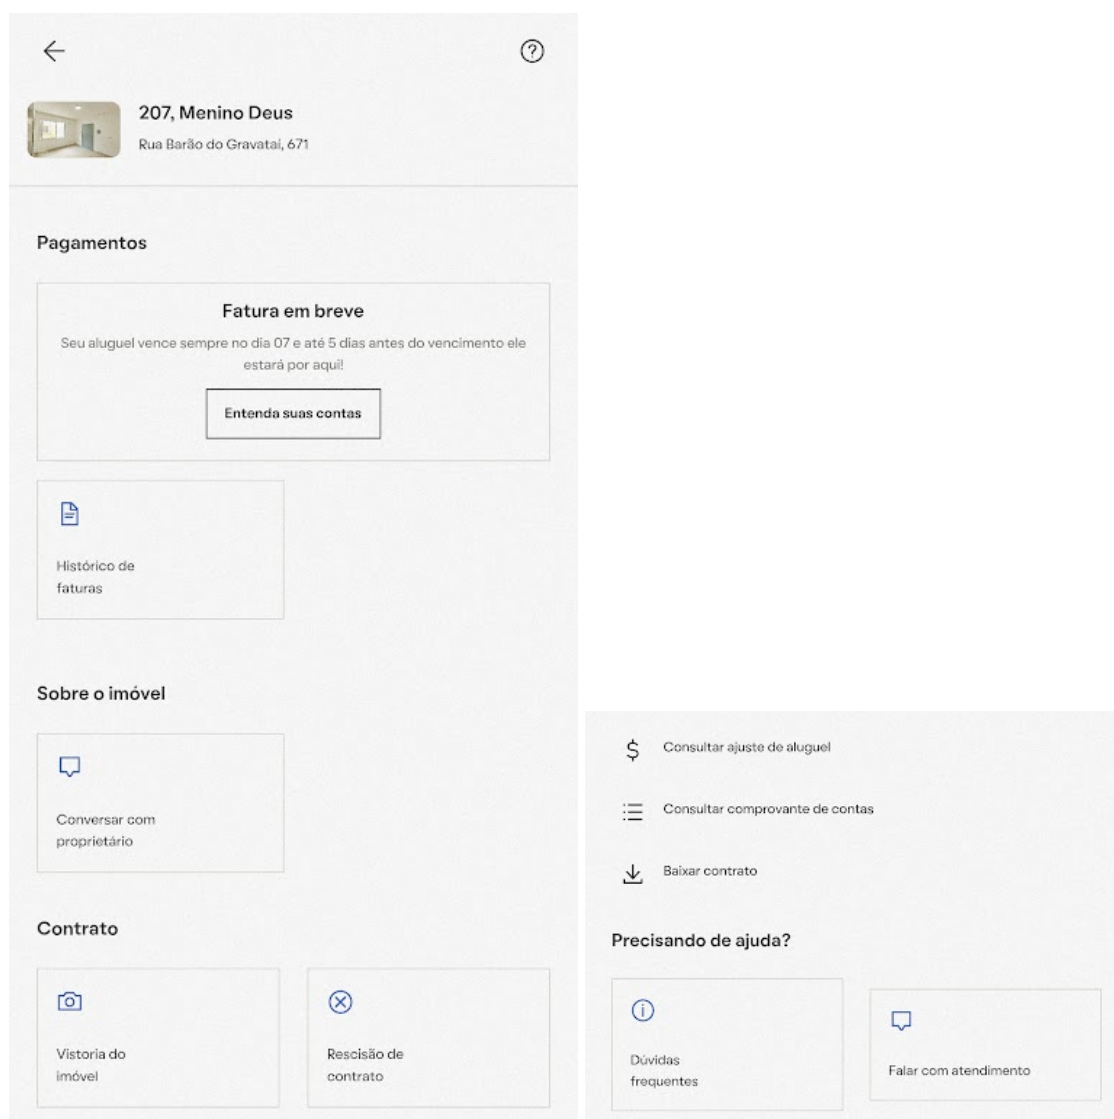 207, Menino Deus
Rua Barão do Gravataí, 671
Pagamentos
Fatura em breve
Seu aluguel vence sempre no dia 07 e até 5 dias antes do vencimento ele
estará por aqui!
Entenda suas contas
Histórico de
faturas
Sobre o imóvel
Conversar com
proprietário
Contrato
Vistoria do
imóvel
Rescisão de
contrato
Consultar ajuste de aluguel
Consultar comprovante de contas
Baixar contrato
Precisando de ajuda?
Dúvidas
frequentes
Falar com atendimento